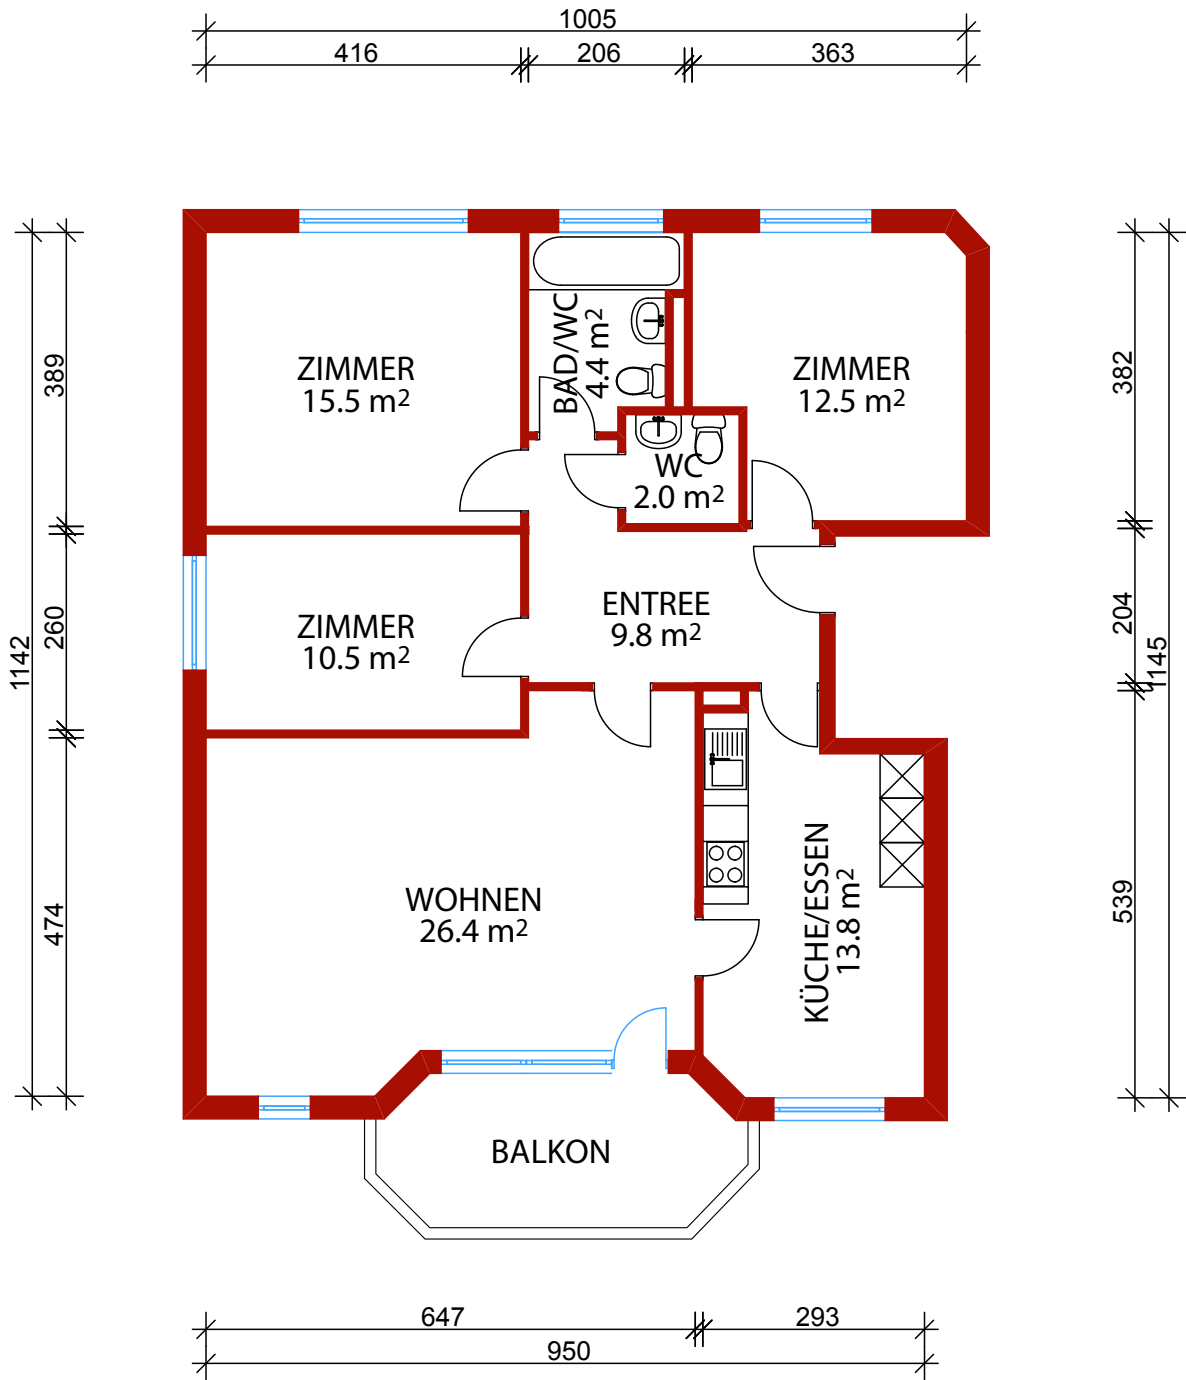 1005
416
206
363
ZIMMER
15.5 m²
BAD/WC
4.4 m²
ZIMMER
12.5 m²
WC
2.0 m²
ENTREE
9.8 m²
ZIMMER
10.5 m²
WOHNEN
26.4 m²
KÜCHE/ESSEN
13.8 m²
BALKON
389
260
474
1142
382
204
539
1145
647
293
950